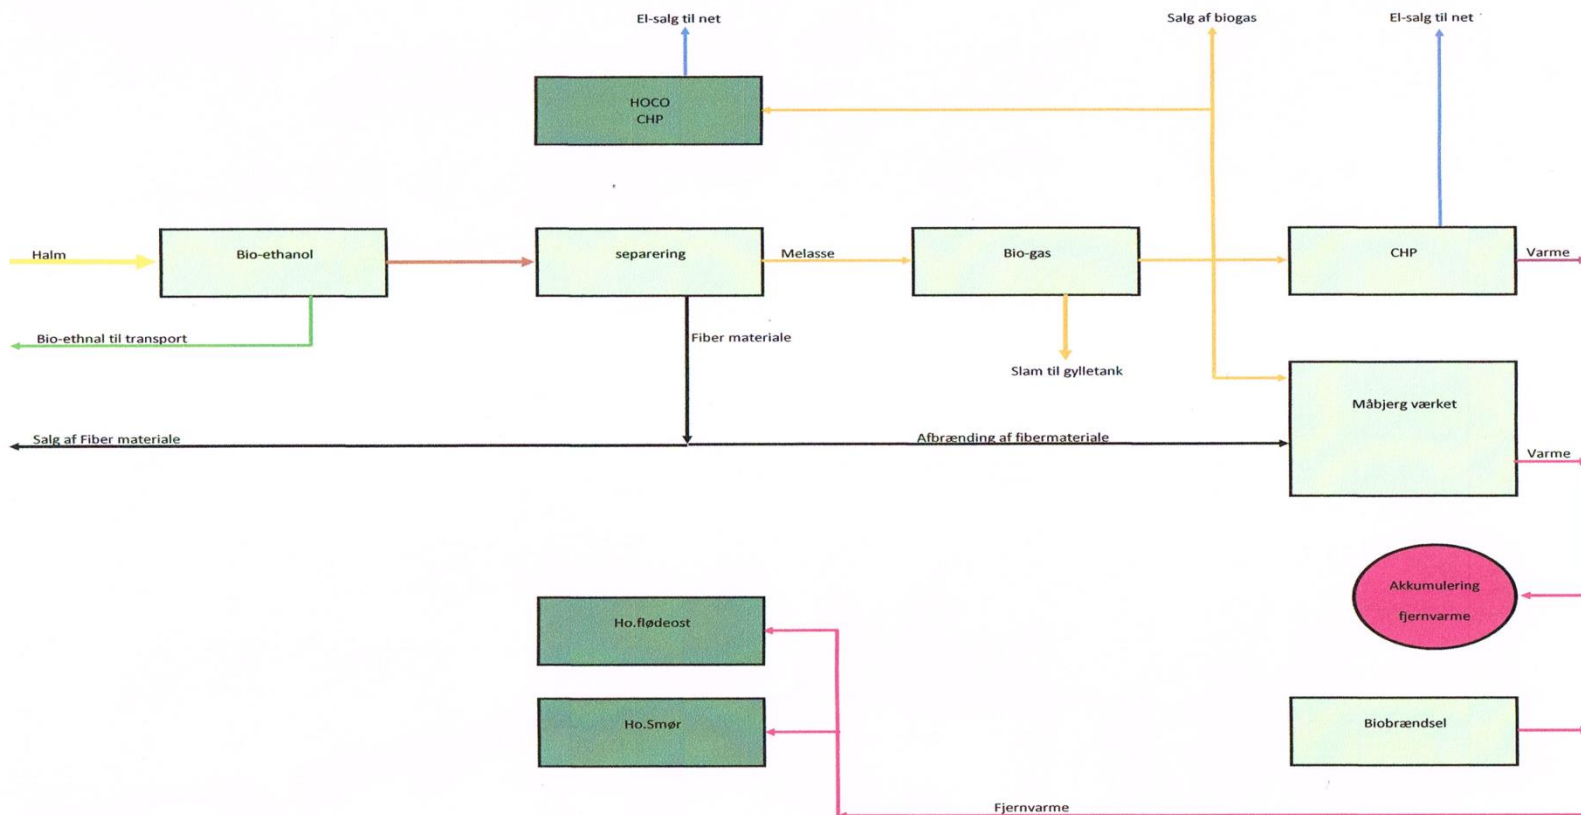 El-salg til net
Salg af biogas
El-salg til net
HOCO
CHP
Halm
Bio-ethanol
separering
Melasse
Bio-gas
CHP
Varme
Bio-ethnal til transport
Fiber materiale
Slam til gylletank
Måbjerg værket
Salg af Fiber materiale
Afbrænding af fibermateriale
Varme
Akkumulering
fjernvarme
Ho.flødeost
Ho.Smør
Biobrændsel
Fjernvarme